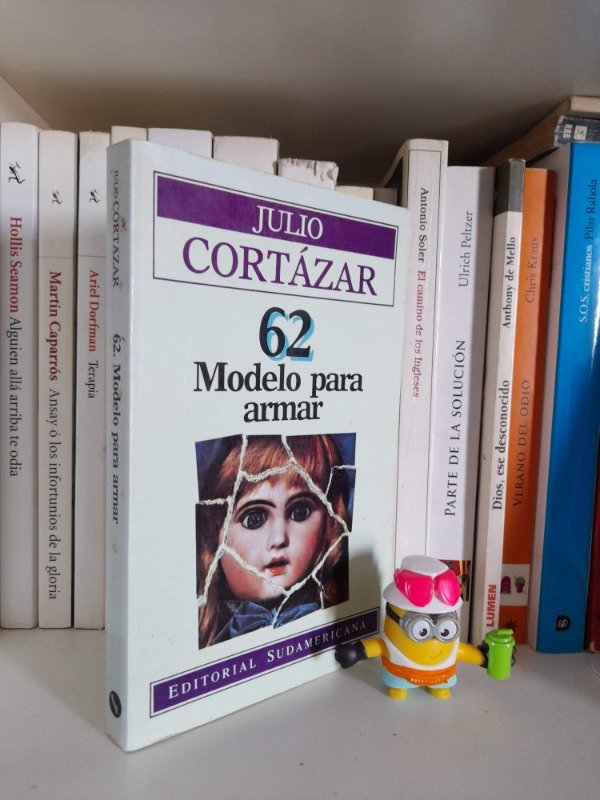 Hollis Seamon Alguien allá arriba te odia
Martín Caparrós Ansay ó los infortunios de la gloria
Ariel Dorfman Terapia
JULIO CORTÁZAR 62. Modelo para armar
JULIO
CORTÁZAR
62
Modelo para
armar
EDITORIAL SUDAMERICANA
Antonio Soler El camino de los Ingleses
Ulrich Peltzer PARTE DE LA SOLUCIÓN
Anthony de Mello Dios, ese desconocido
LUMEN
Chris Kraus VERANO DEL ODIO
S.O.S. cristianos Pilar Rahola